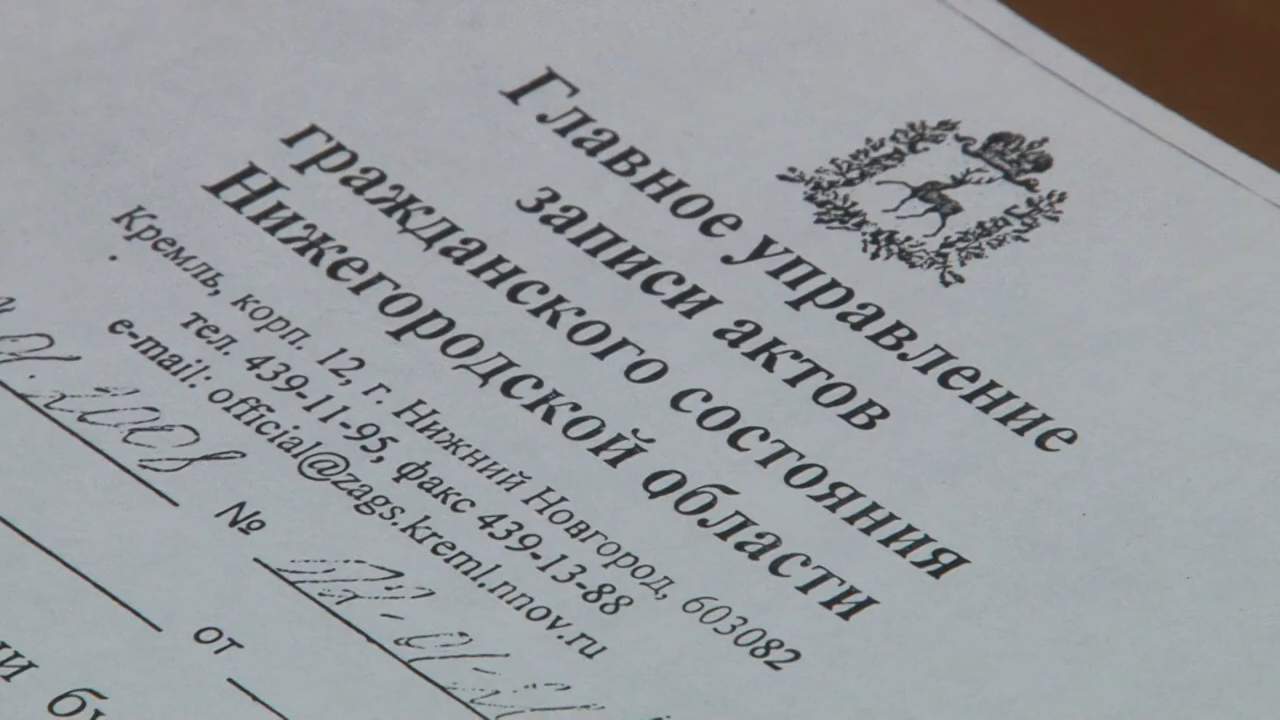 Главное управление
записи актов
гражданского состояния
Нижегородской области
Кремль, корп. 12, г. Нижний Новгород, 603082
тел. 439-11-95, факс 439-13-88
e-mail: official@zags.kreml.nnov.ru
2008
№
от